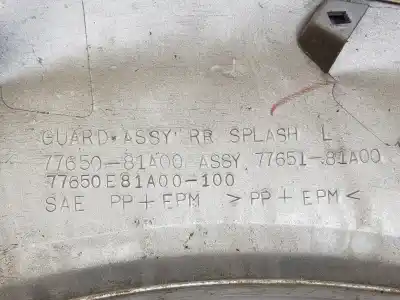 GUARD·ASSY RR SPLASH L
77650-81A00 ASSY 77651-81A00
77650E81A00-100
SAE PP+EPM >PP+EPM<